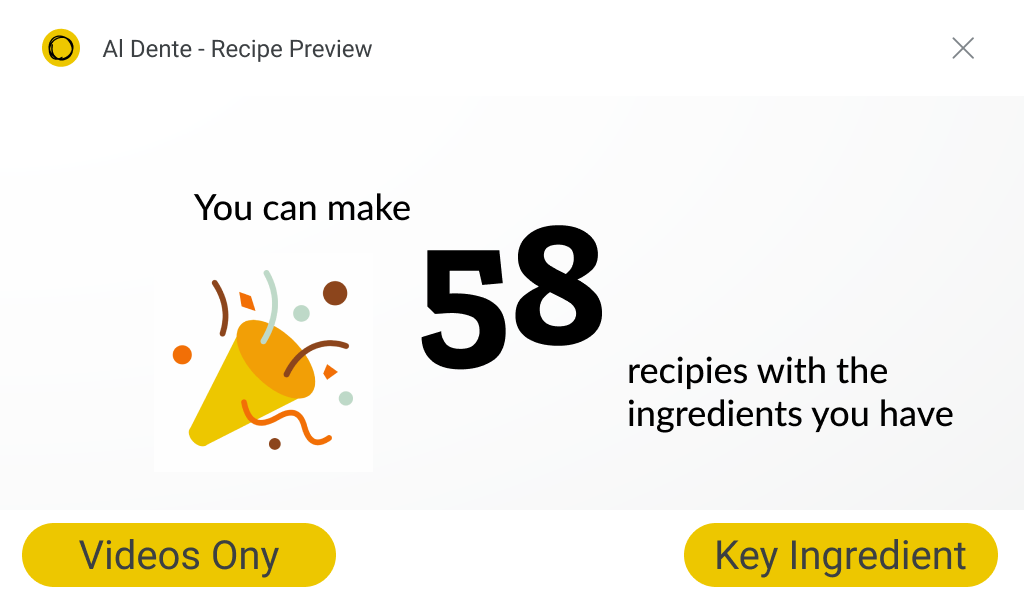 Al Dente - Recipe Preview
You can make
58
recipies with the
ingredients you have
Videos Ony
Key Ingredient